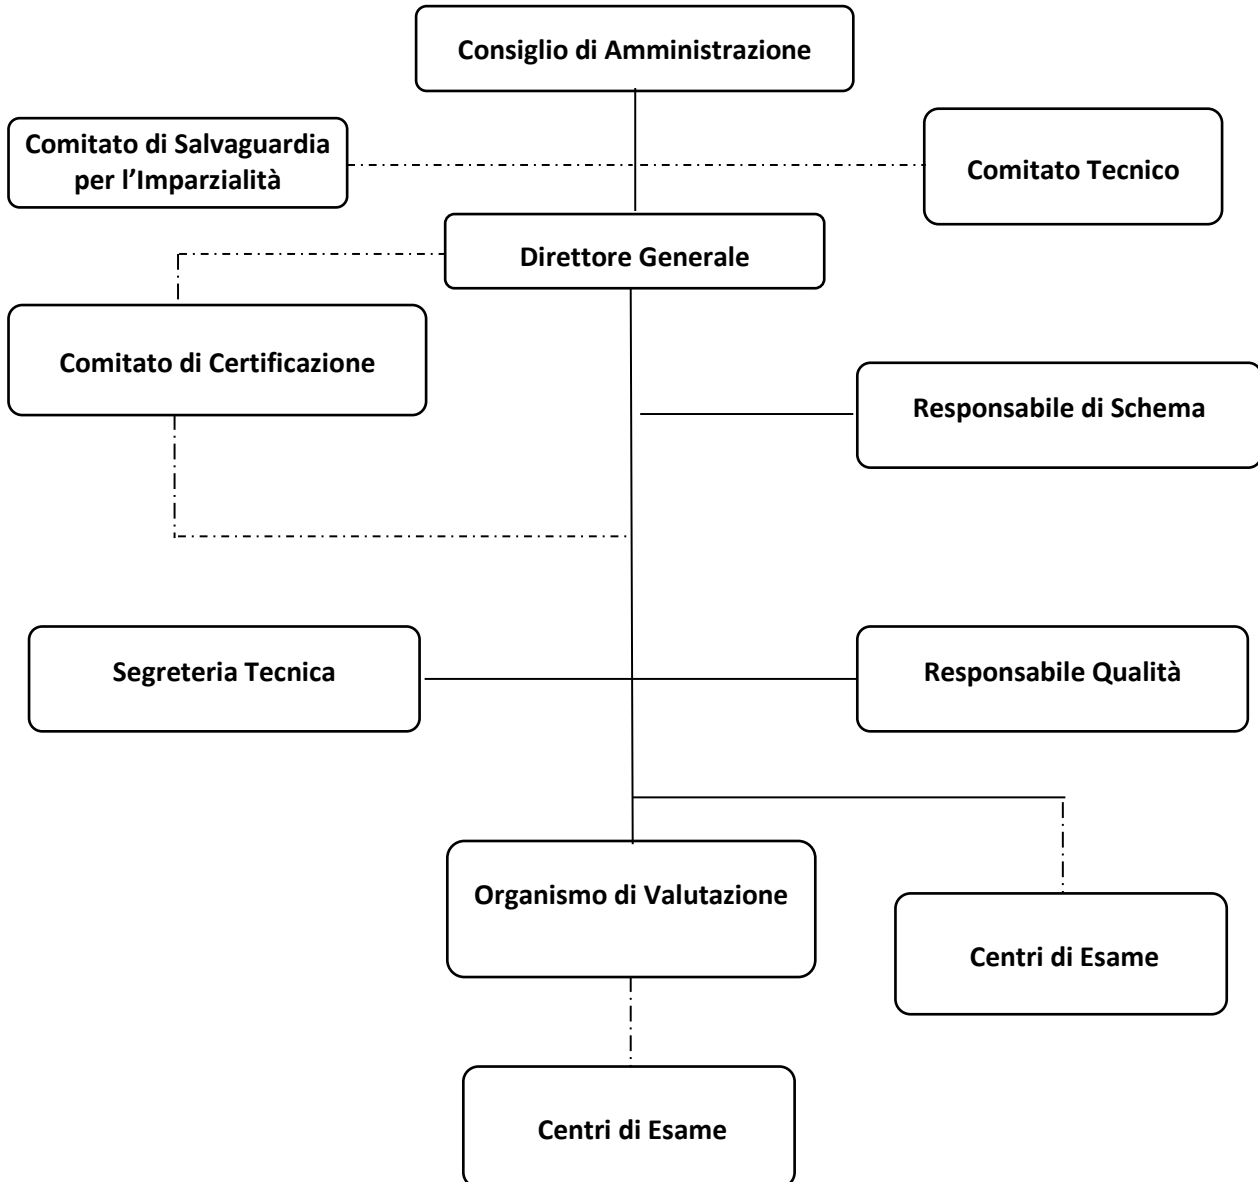 Consiglio di Amministrazione
Comitato di Salvaguardia
per l’Imparzialità
Comitato Tecnico
Direttore Generale
Comitato di Certificazione
Responsabile di Schema
Segreteria Tecnica
Responsabile Qualità
Organismo di Valutazione
Centri di Esame
Centri di Esame